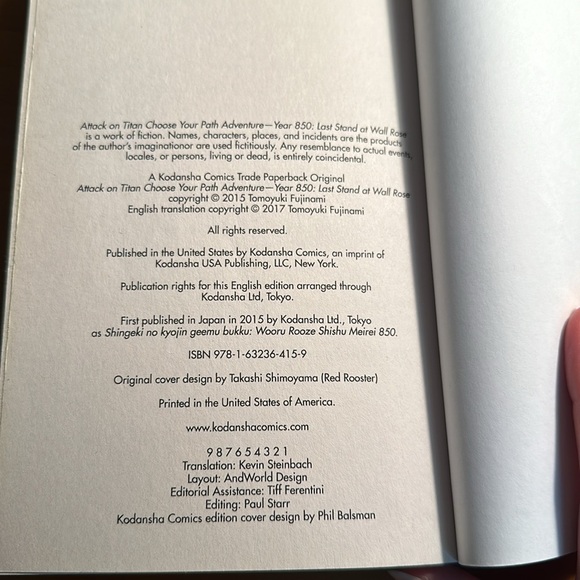 Attack on Titan Choose Your Path Adventure—Year 850: Last Stand at Wall Rose
is a work of fiction. Names, characters, places, and incidents are the products
of the author's imaginationor are used fictitiously. Any resemblance to actual events,
locales, or persons, living or dead, is entirely coincidental.
A Kodansha Comics Trade Paperback Original
Attack on Titan Choose Your Path Adventure—Year 850: Last Stand at Wall Rose
copyright © 2015 Tomoyuki Fujinami
English translation copyright © 2017 Tomoyuki Fujinami
All rights reserved.
Published in the United States by Kodansha Comics, an imprint of
Kodansha USA Publishing, LLC, New York.
Publication rights for this English edition arranged through
Kodansha Ltd, Tokyo.
First published in Japan in 2015 by Kodansha Ltd., Tokyo
as Shingeki no kyojin geemu bukku: Wooru Rooze Shishu Meirei 850.
ISBN 978-1-63236-415-9
Original cover design by Takashi Shimoyama (Red Rooster)
Printed in the United States of America.
www.kodanshacomics.com
9 8 7 6 5 4 3 2 1
Translation: Kevin Steinbach
Layout: AndWorld Design
Editorial Assistance: Tiff Ferentini
Editing: Paul Starr
Kodansha Comics edition cover design by Phil Balsman